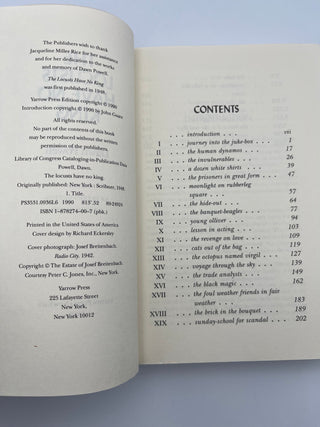 The Publishers wish to thank
Jacqueline Miller Rice for her assistance
and for her dedication to the works
and memory of Dawn Powell.
The Locusts Have No King
was first published in 1948.
Yarrow Press Edition copyright © 1990
Introduction copyright © 1990 by John Guare
All rights reserved.
No part of the contents of this book
may be reproduced without the written
permission of the publishers.
Library of Congress Cataloging-in-Publication Data
Powell, Dawn.
The locusts have no king.
Originally published: New York : Scribner, 1948.
I. Title.
PS3531.O936L6 1990 813'.52
ISBN 1-878274-00-7 (pbk.)
Printed in the United States of America
Cover design by Richard Eckersley
Cover photograph: Josef Breitenbach.
Radio City, 1942.
Copyright © The Estate of Josef Breitenbach.
Courtesy Peter C. Jones, Inc., New York.
Yarrow Press
225 Lafayette Street
New York,
New York 10012
CONTENTS
. . . introduction . . . vii
I . . . journey into the juke-box . . . 1
II . . . the human dynamos . . . 17
III . . . the invulnerables . . . 26
IV . . . a dozen white shirts . . . 39
V . . . the prisoners in great form . . . 47
VI . . . moonlight on rubberleg
square . . . 57
VII . . . the hide-out . . . 64
VIII . . . the banquet-beagles . . . 77
IX . . . young oliver . . . 94
X . . . lesson in acting . . . 103
XI . . . the revenge on love . . . 109
XII . . . cats out of the bag . . . 114
XIII . . . the octopus named virgil . . . 127
XIV . . . voyage through the sky . . . 139
XV . . . the trade analysts . . . 151
XVI . . . the black magic . . . 162
XVII . . . the foul weather friends in fair
weather . . . 183
XVIII . . . the brick in the bouquet . . . 189
XIX . . . sunday-school for scandal . . . 202